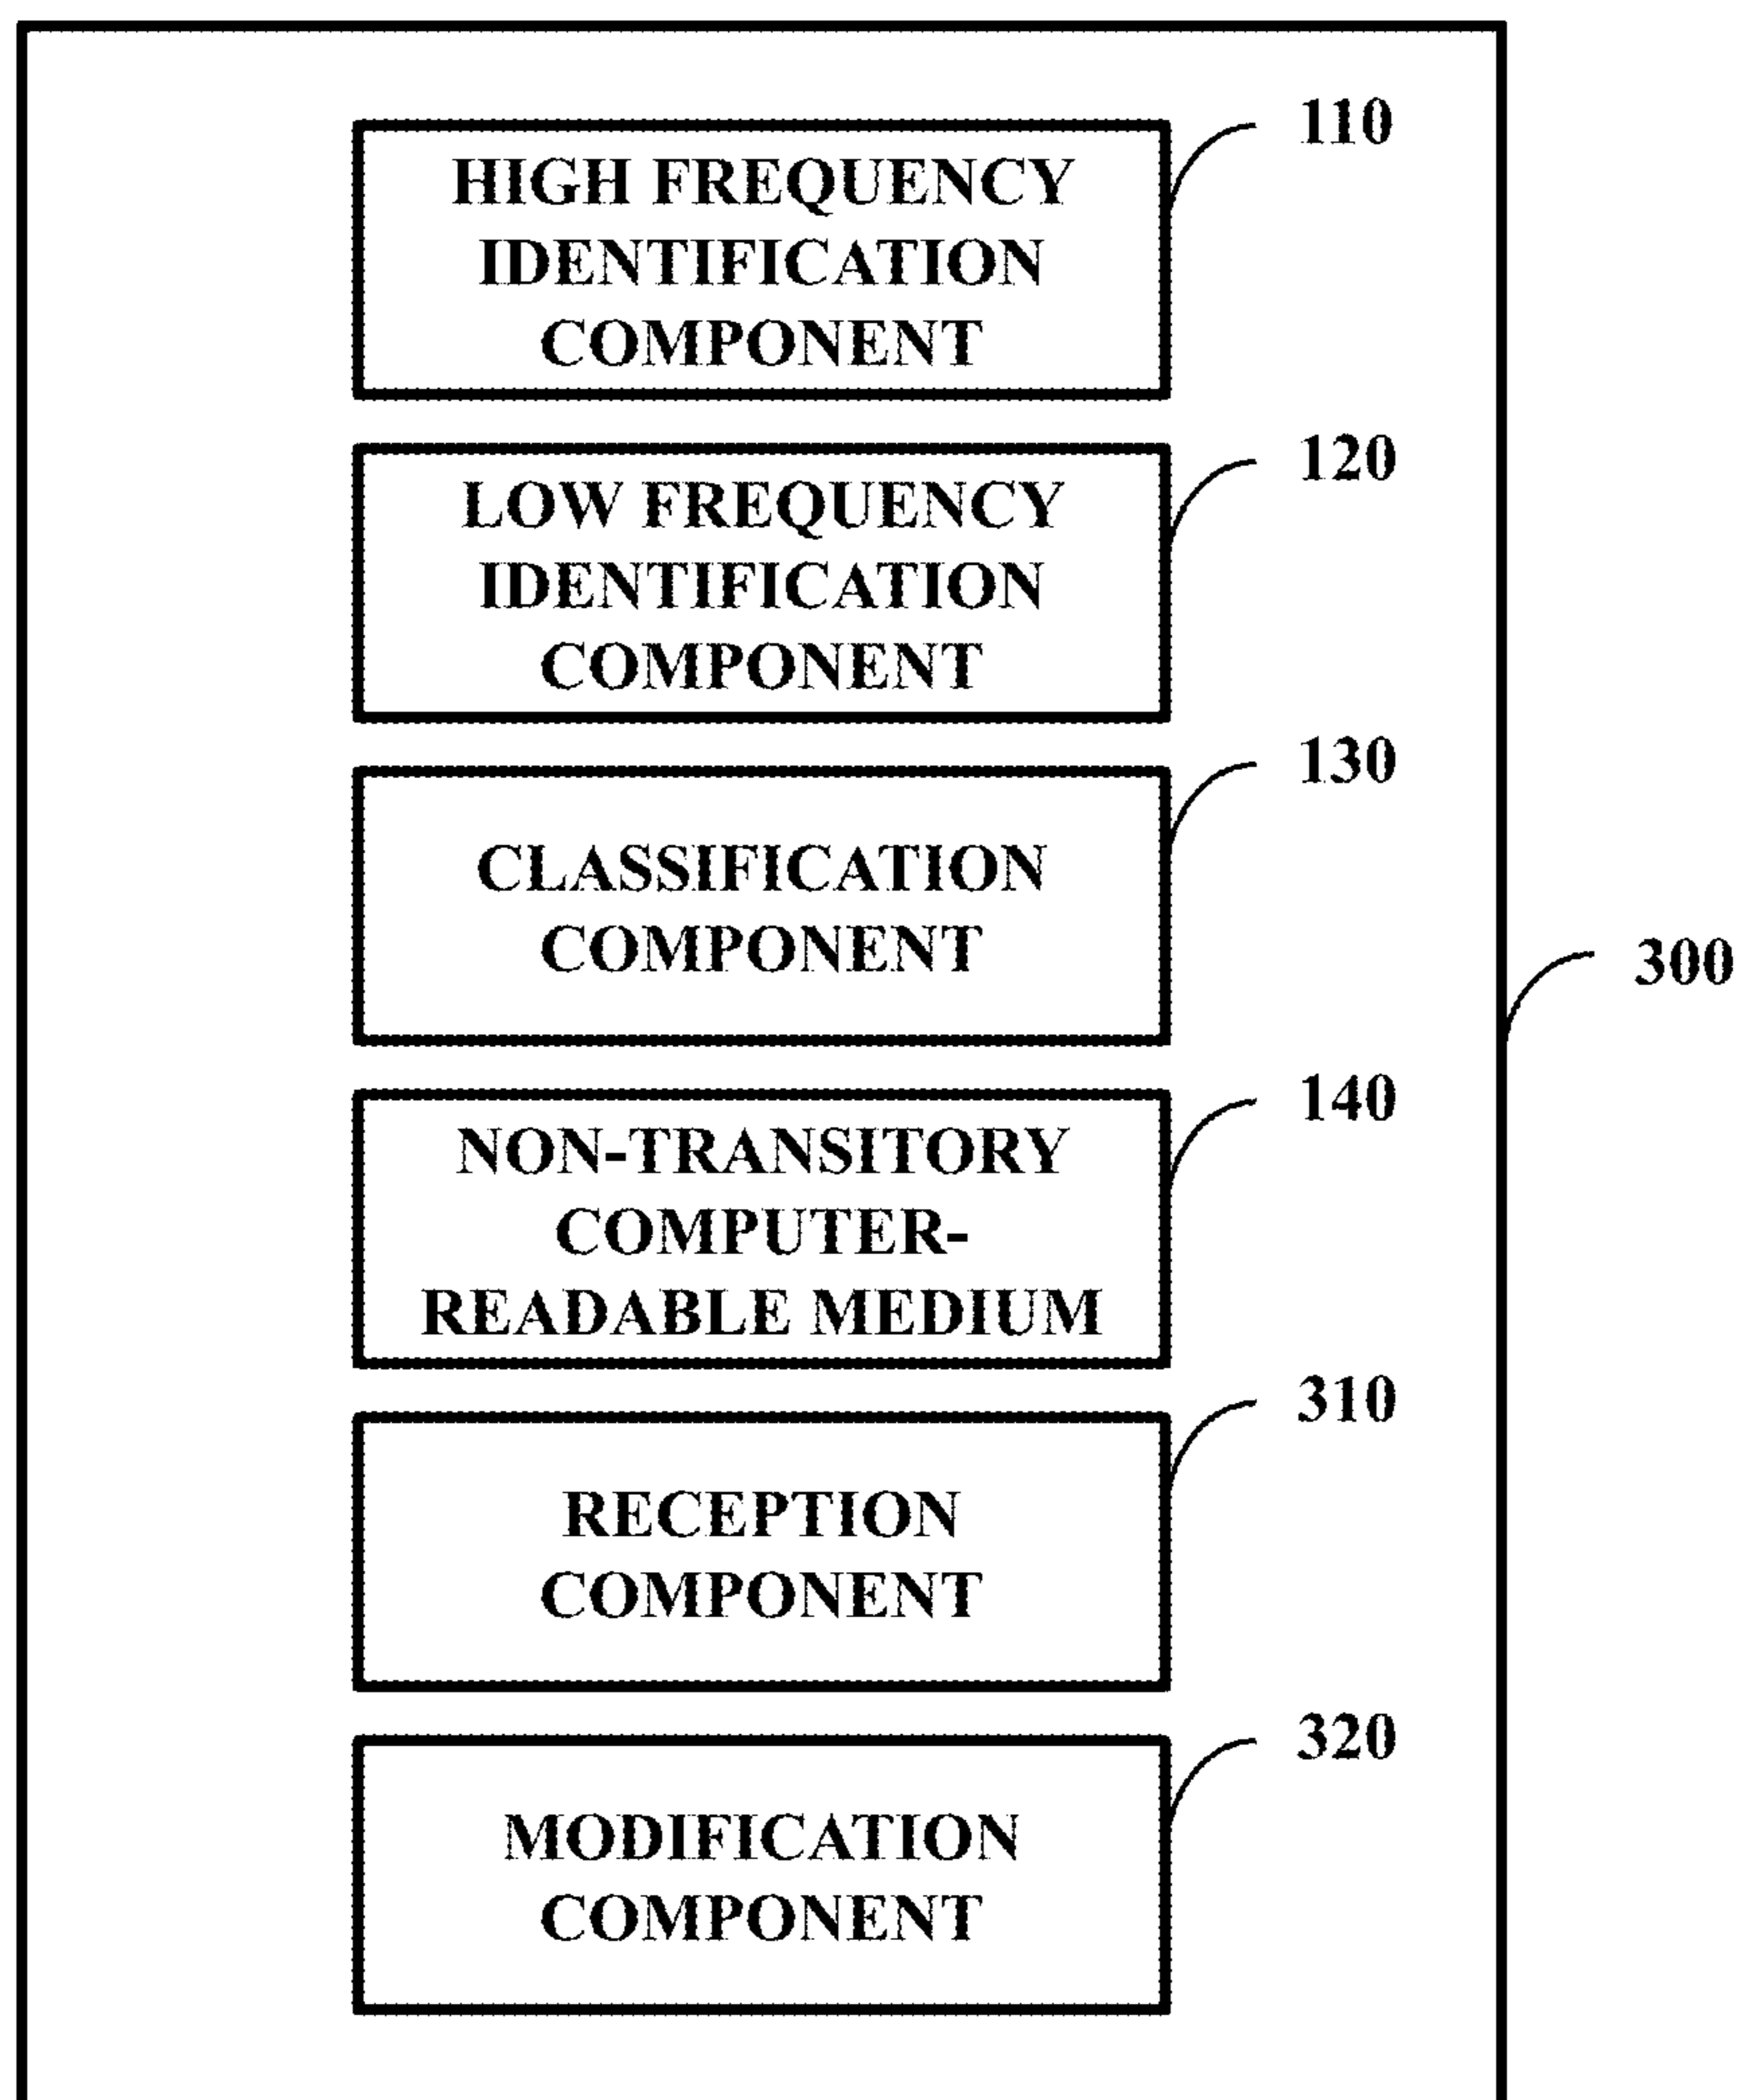 110
HIGH FREQUENCY
IDENTIFICATION
COMPONENT
120
LOW FREQUENCY
IDENTIFICATION
COMPONENT
130
CLASSIFICATION
COMPONENT
300
140
NON-TRANSITORY
COMPUTER-
READABLE MEDIUM
310
RECEPTION
COMPONENT
320
MODIFICATION
COMPONENT